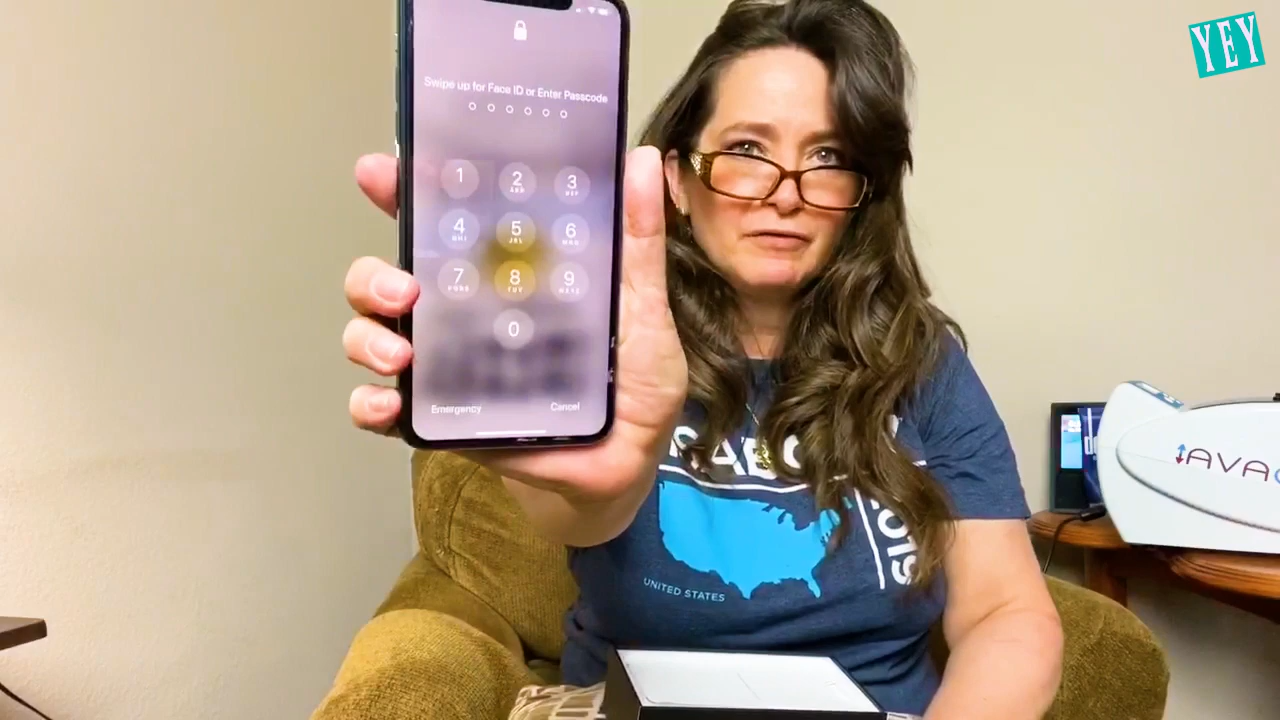 YEY
Swipe up for Face ID or Enter Passcode
1
2
ABC
3
DEF
4
GHI
5
JKL
6
MNO
7
PQRS
8
TUV
9
WXYZ
0
Emergency
Cancel
UNITED STATES